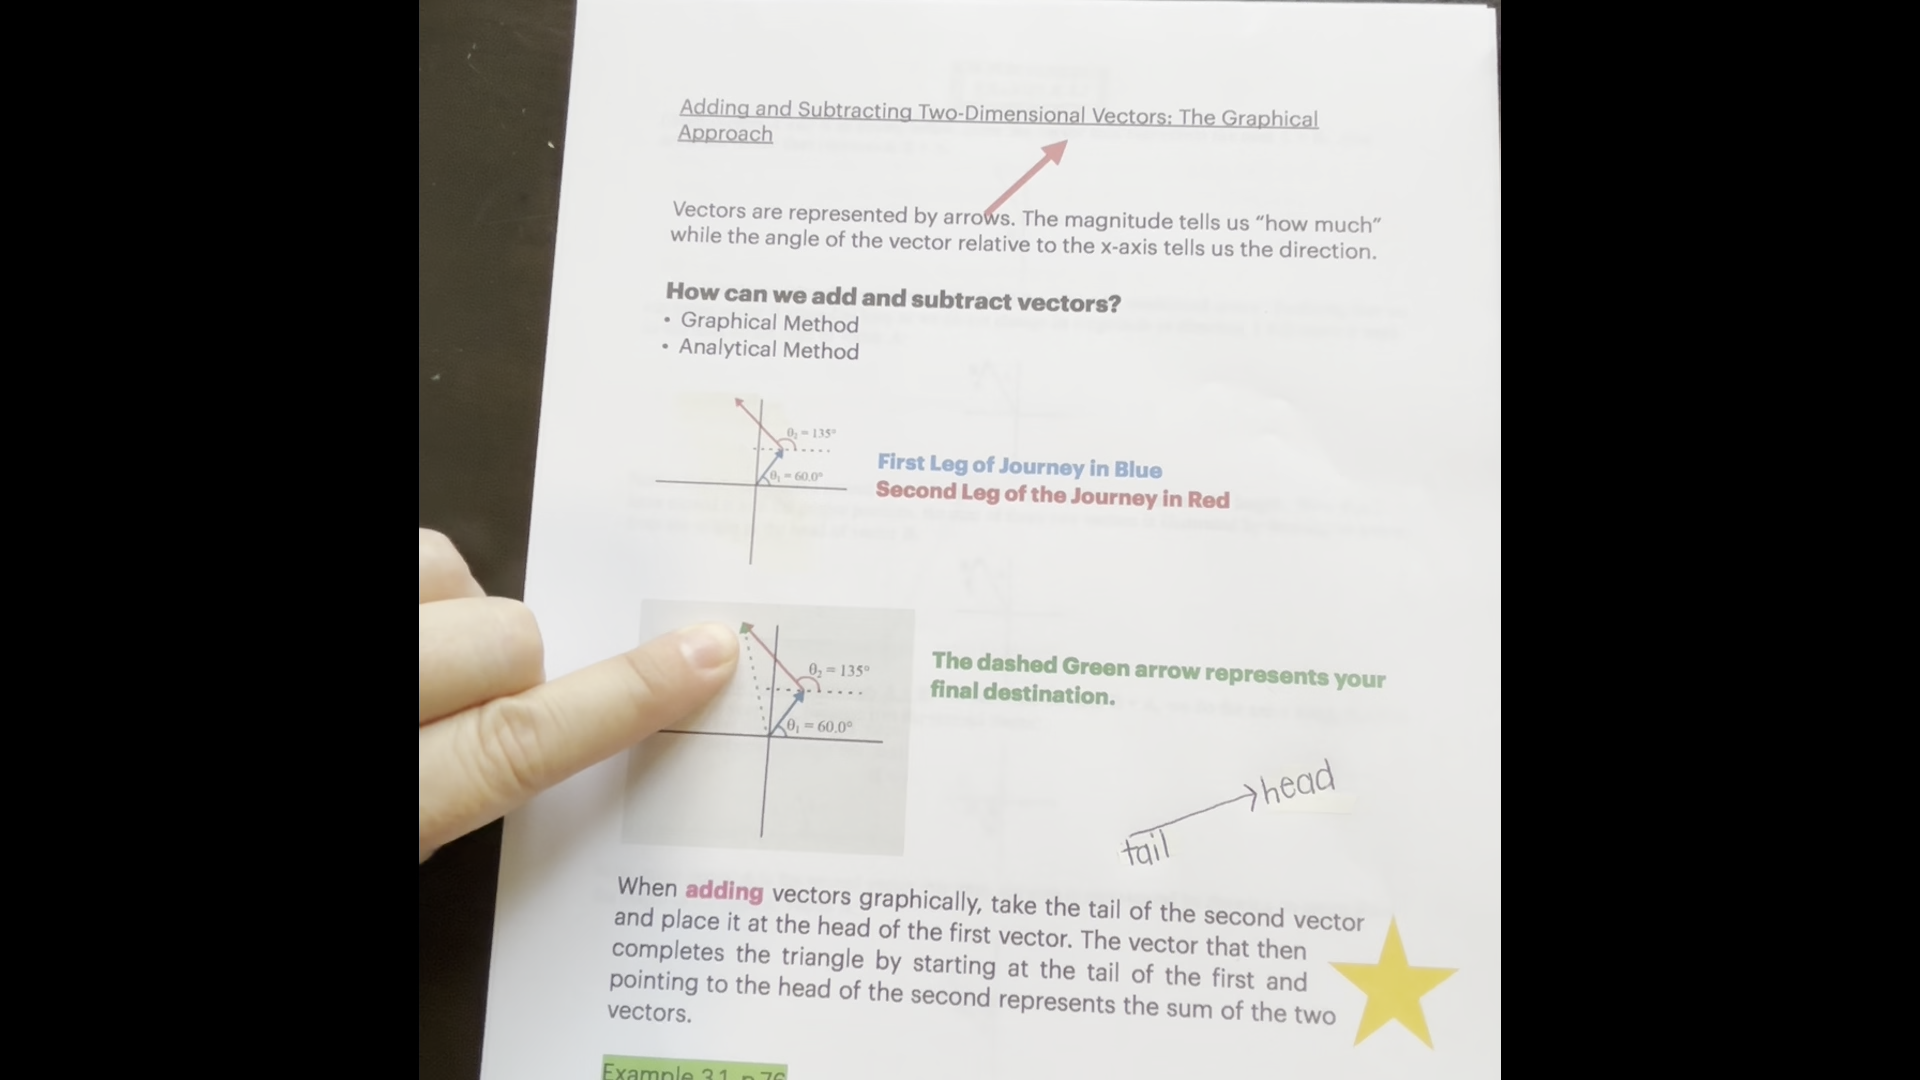 Adding and Subtracting Two-Dimensional Vectors: The Graphical
Approach
Vectors are represented by arrows. The magnitude tells us “how much”
while the angle of the vector relative to the x-axis tells us the direction.
How can we add and subtract vectors?
• Graphical Method
• Analytical Method
θ₂ = 135°
θ₁ = 60.0°
First Leg of Journey in Blue
Second Leg of the Journey in Red
θ₂ = 135°
θ₁ = 60.0°
The dashed Green arrow represents your
final destination.
head
tail
When adding vectors graphically, take the tail of the second vector
and place it at the head of the first vector. The vector that then
completes the triangle by starting at the tail of the first and
pointing to the head of the second represents the sum of the two
vectors.
Example 3.1, p.76